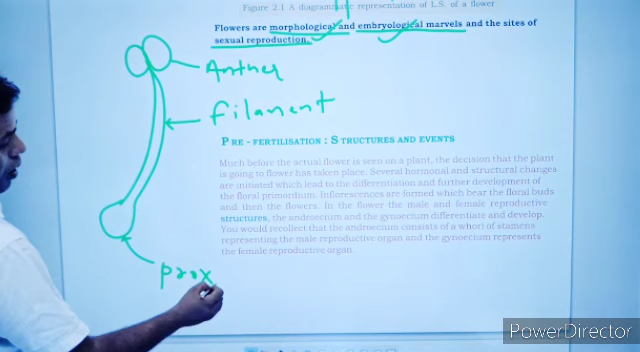 Figure 2.1 A diagrammatic representation of L.S. of a flower
Flowers are morphological and embryological marvels and the sites of
sexual reproduction.
Anther
filament
PRE-FERTILISATION : STRUCTURES AND EVENTS
Much before the actual flower is seen on a plant, the decision that the plant
is going to flower has taken place. Several hormonal and structural changes
are initiated which lead to the differentiation and further development of
the floral primordium. Inflorescences are formed which bear the floral buds
and then the flowers. In the flower the male and female reproductive
structures, the androecium and the gynoecium differentiate and develop.
You would recollect that the androecium consists of a whorl of stamens
representing the male reproductive organ and the gynoecium represents
the female reproductive organ.
prox
PowerDirector